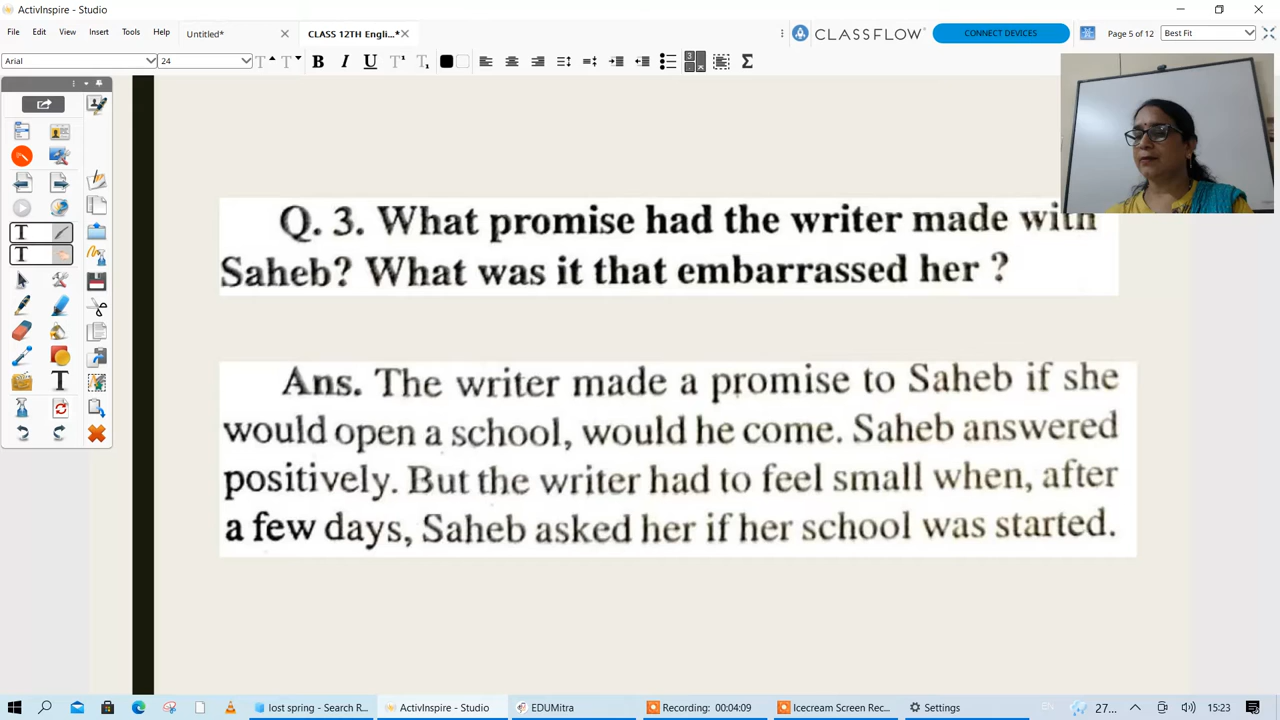 ActivInspire - Studio
File Edit View Insert Tools Help
Untitled*
CLASS 12TH Engli...*
CLASSFLOW
CONNECT DEVICES
Page 5 of 12
Best Fit
Arial
24
Q. 3. What promise had the writer made with
Saheb? What was it that embarrassed her ?
Ans. The writer made a promise to Saheb if she
would open a school, would he come. Saheb answered
positively. But the writer had to feel small when, after
a few days, Saheb asked her if her school was started.
lost spring - Search R...
ActivInspire - Studio
EDUMitra
Recording: 00:04:09
Icecream Screen Rec...
Settings
27...
15:23